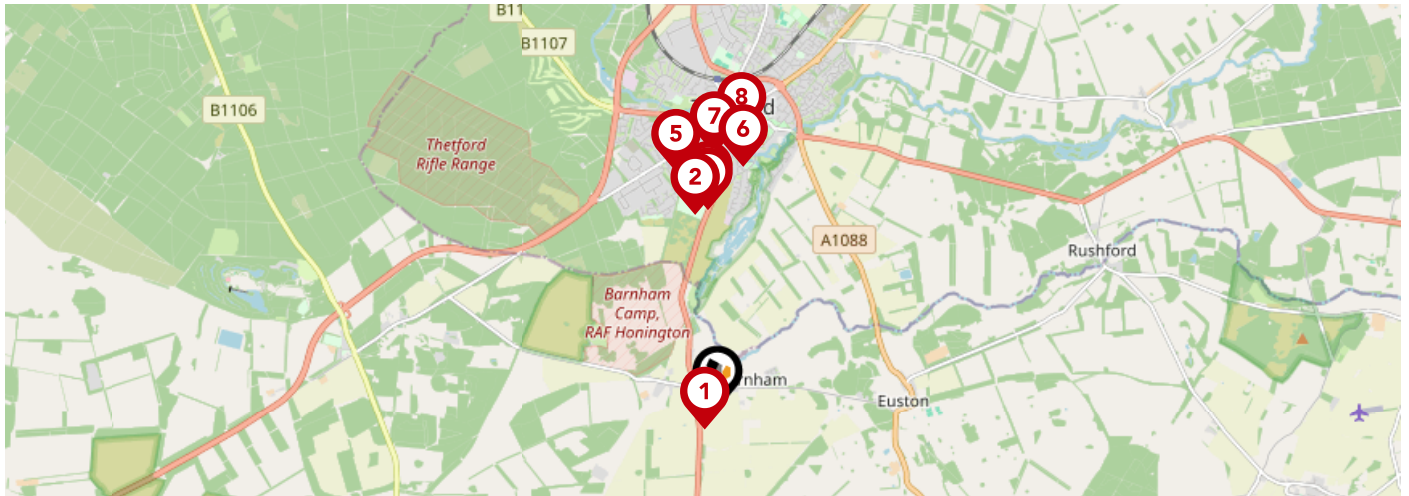 B11
B1107
B1106
8
7
5
6
2
Thetford
Rifle Range
A1088
Rushford
Barnham
Camp,
RAF Honington
1
Euston